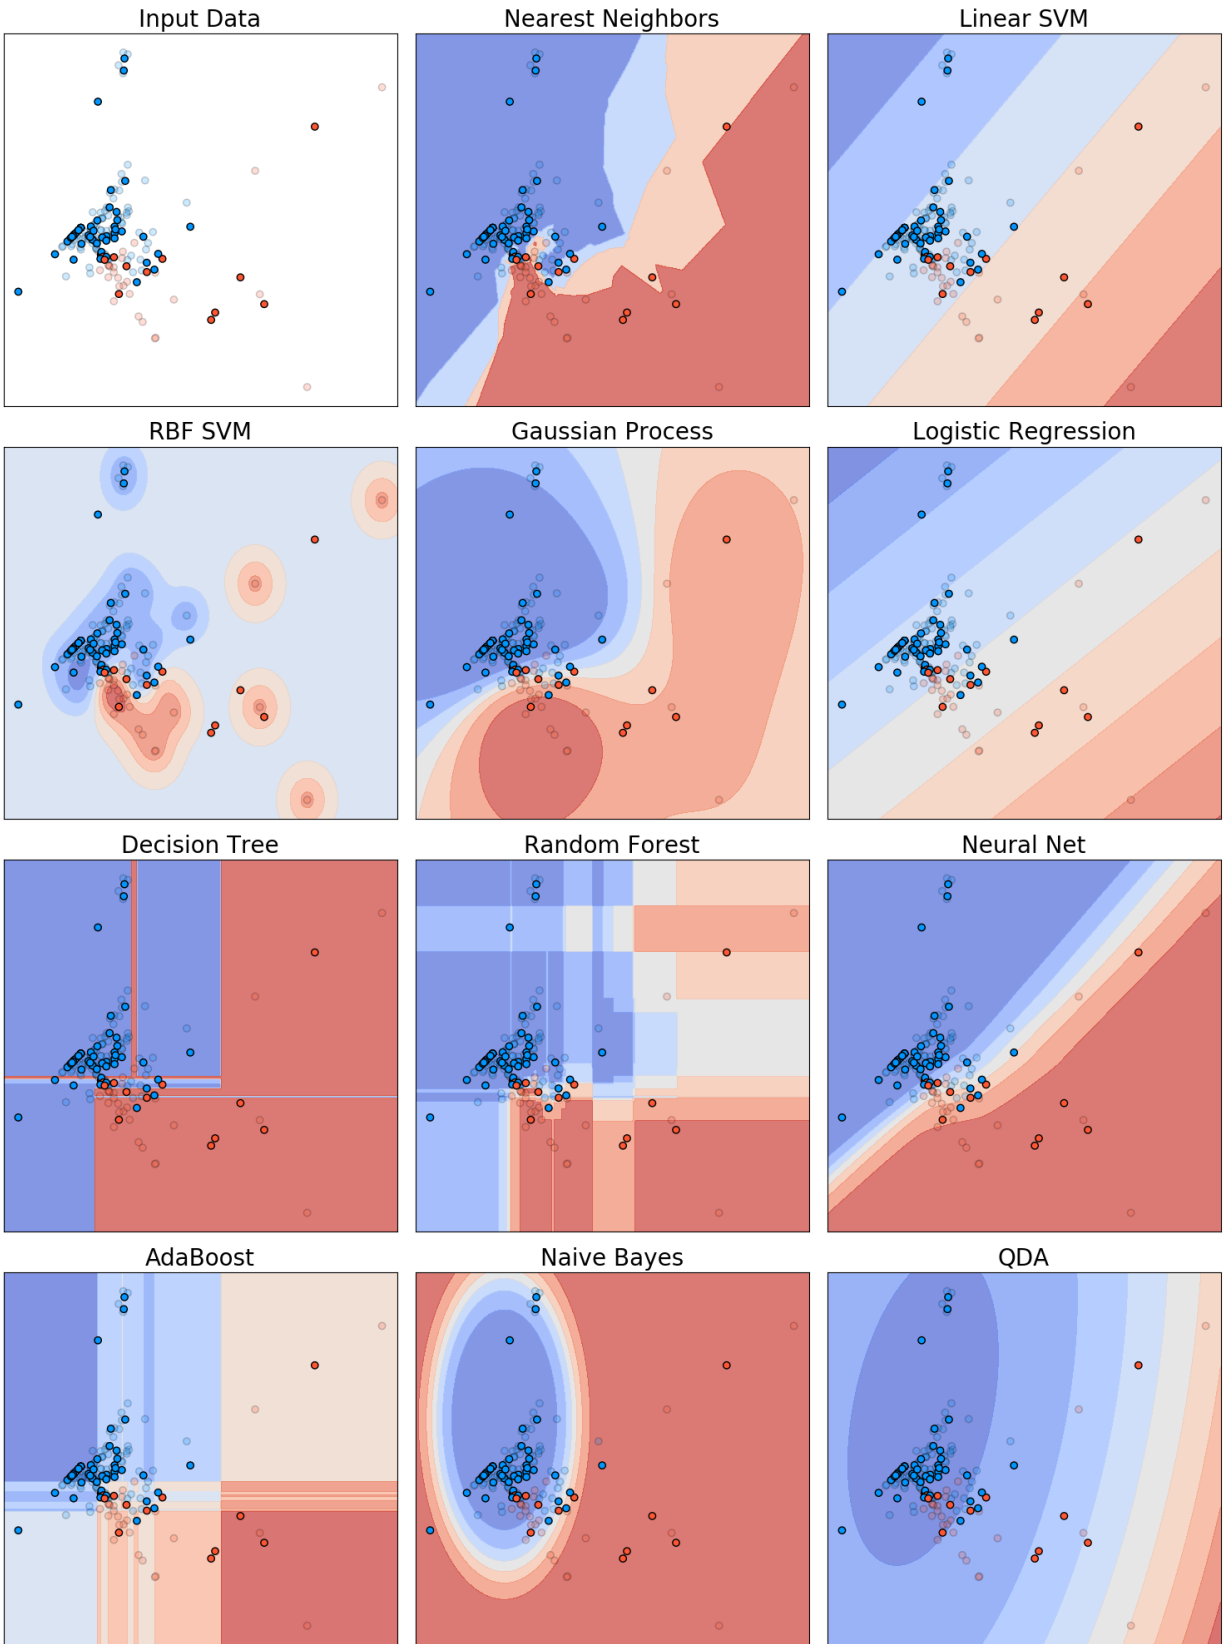 Input Data
Nearest Neighbors
Linear SVM
RBF SVM
Gaussian Process
Logistic Regression
Decision Tree
Random Forest
Neural Net
AdaBoost
Naive Bayes
QDA